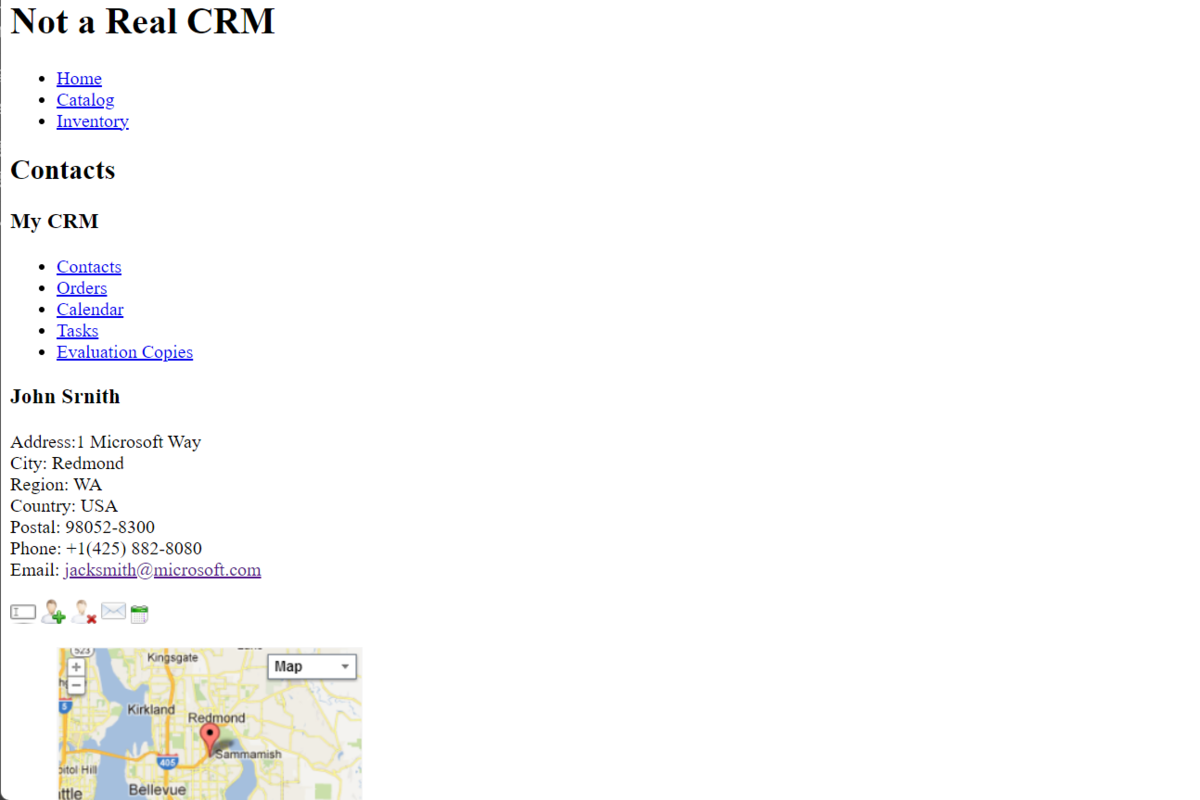 Not a Real CRM
Home
Catalog
Inventory
Contacts
My CRM
Contacts
Orders
Calendar
Tasks
Evaluation Copies
John Srnith
Address:1 Microsoft Way
City: Redmond
Region: WA
Country: USA
Postal: 98052-8300
Phone: +1(425) 882-8080
Email: jacksmith@microsoft.com
523
Kingsgate
Map
+
−
5
Kirkland
Redmond
Sammamish
405
pitol Hill
Bellevue
ttle